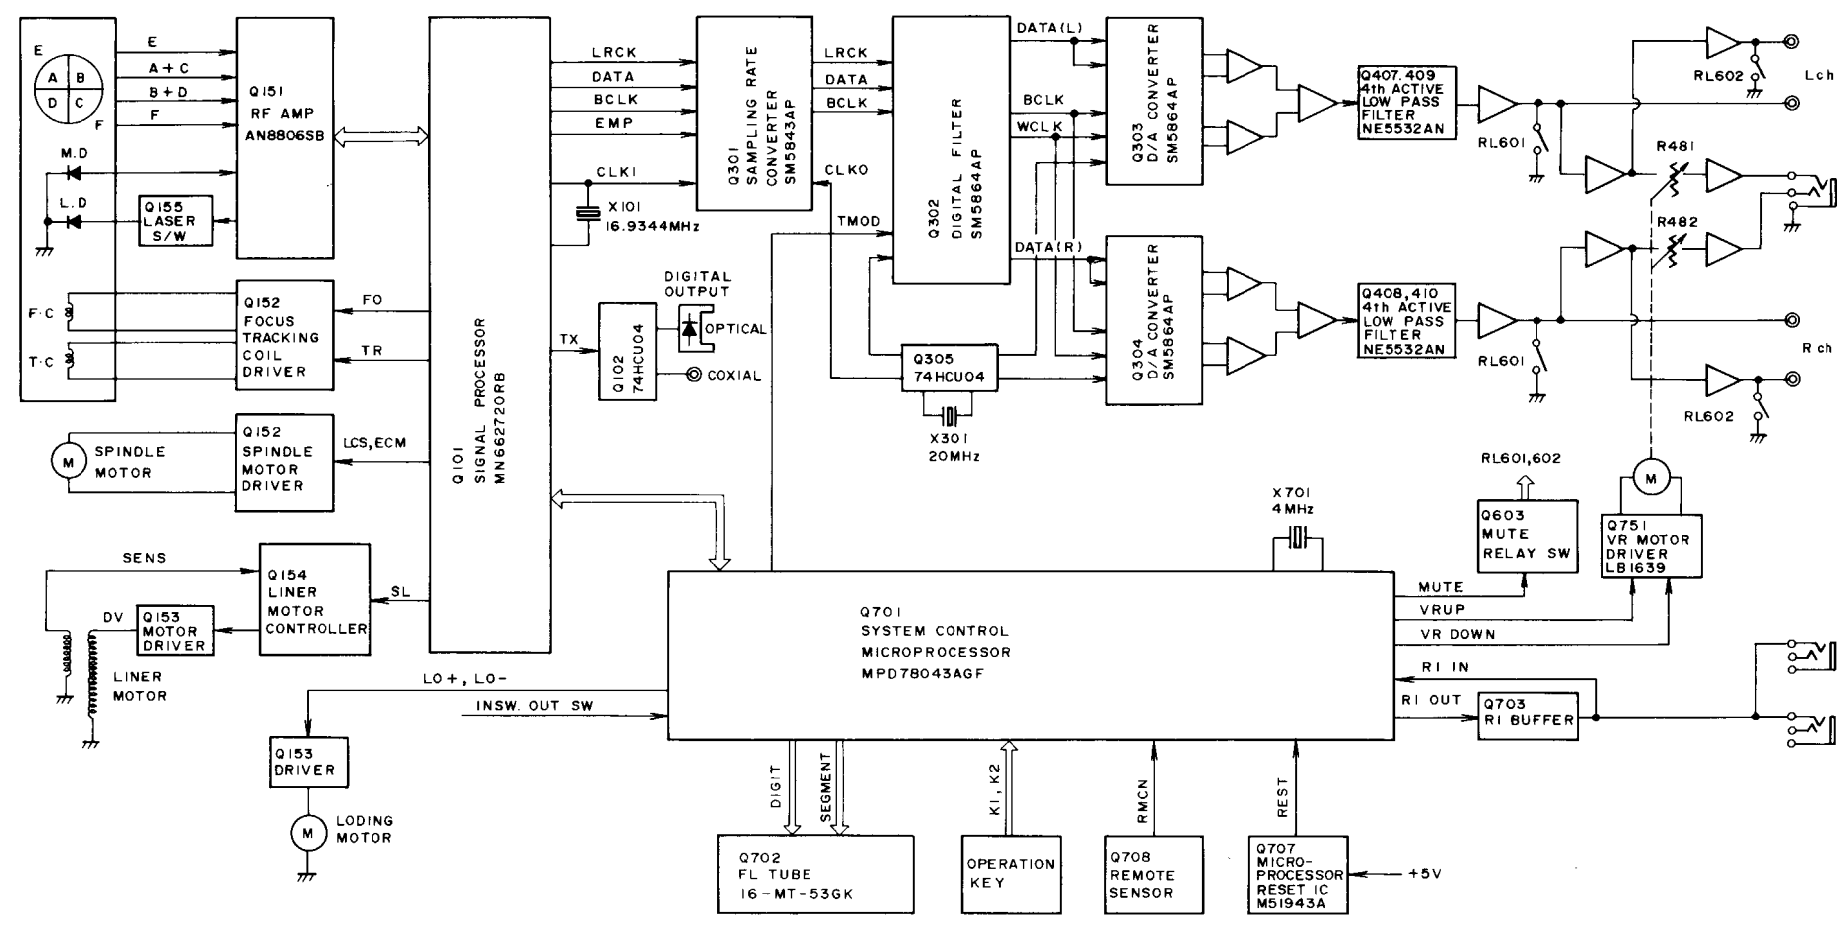 E
A
B
D
C
F
E
A+C
B+D
F
M.D
L.D
Q155
LASER
S/W
Q151
RF AMP
AN8806SB
F·C
T·C
Q152
FOCUS
TRACKING
COIL
DRIVER
FO
TR
M
SPINDLE
MOTOR
Q152
SPINDLE
MOTOR
DRIVER
LCS,ECM
SENS
DV
Q153
MOTOR
DRIVER
LINER
MOTOR
Q154
LINER
MOTOR
CONTROLLER
SL
Q101
SIGNAL PROCESSOR
MN662720RB
LRCK
DATA
BCLK
EMP
CLKI
X101
16.9344MHz
TX
Q102
74HCU04
DIGITAL
OUTPUT
OPTICAL
COXIAL
Q301
SAMPLING RATE
CONVERTER
SM5843AP
LRCK
DATA
BCLK
CLKO
TMOD
Q302
DIGITAL FILTER
SM5864AP
DATA(L)
BCLK
WCLK
DATA(R)
Q305
74HCU04
X301
20MHz
Q303
D/A CONVERTER
SM5864AP
Q304
D/A CONVERTER
SM5864AP
Q407.409
4th ACTIVE
LOW PASS
FILTER
NE5532AN
Q408,410
4th ACTIVE
LOW PASS
FILTER
NE5532AN
RL601
RL601
RL602
RL602
R481
R482
Lch
Rch
M
RL601,602
Q603
MUTE
RELAY SW
Q751
VR MOTOR
DRIVER
LB1639
X701
4MHz
Q701
SYSTEM CONTROL
MICROPROCESSOR
MPD78043AGF
MUTE
VRUP
VR DOWN
RI IN
RI OUT
Q703
RI BUFFER
LO+, LO-
INSW. OUT SW
Q153
DRIVER
M
LODING
MOTOR
DIGIT
SEGMENT
K1, K2
RMCN
REST
Q702
FL TUBE
16-MT-53GK
OPERATION
KEY
Q708
REMOTE
SENSOR
Q707
MICRO-
PROCESSOR
RESET IC
M51943A
+5V